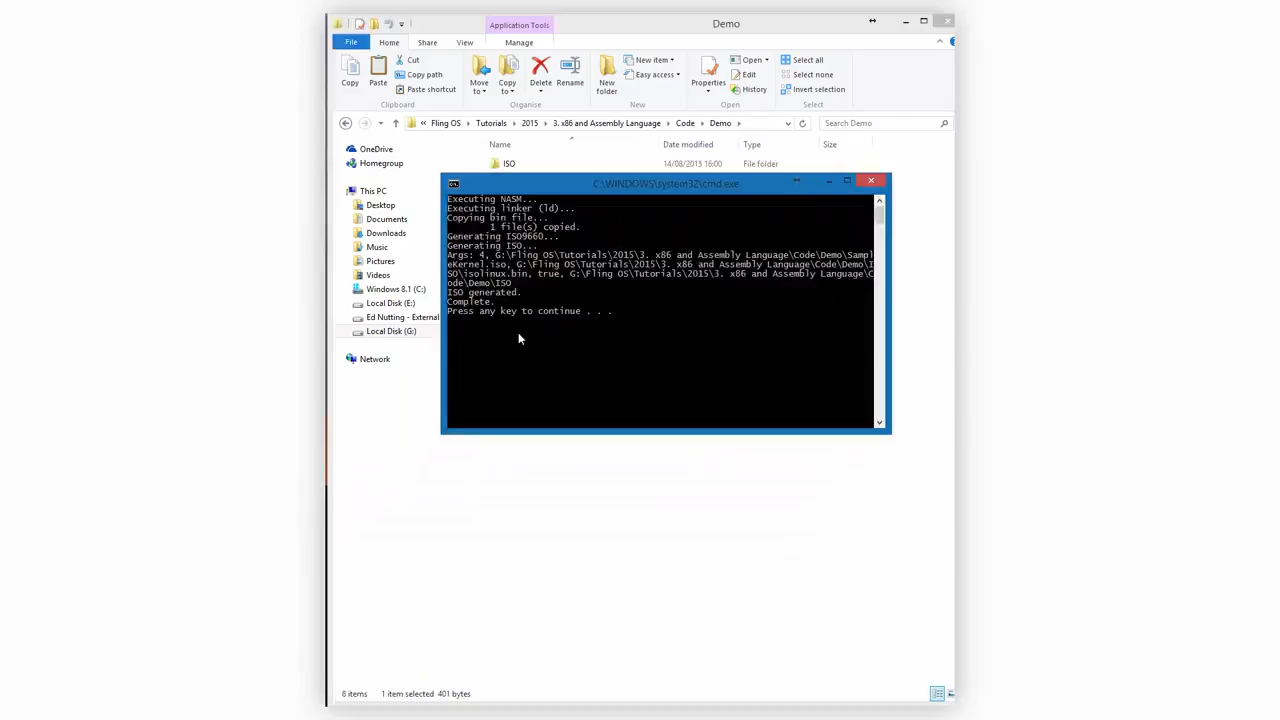 Application Tools
Demo
File
Home
Share
View
Manage
Copy
Paste
Cut
Copy path
Paste shortcut
Move to
Copy to
Delete
Rename
New folder
New item
Easy access
Properties
Open
Edit
History
Select all
Select none
Invert selection
Clipboard
Organise
New
Open
Select
« Fling OS › Tutorials › 2015 › 3. x86 and Assembly Language › Code › Demo ›
Search Demo
Name
Date modified
Type
Size
ISO
14/08/2015 16:00
File folder
OneDrive
Homegroup
This PC
Desktop
Documents
Downloads
Music
Pictures
Videos
Windows 8.1 (C:)
Local Disk (E:)
Ed Nutting - External
Local Disk (G:)
Network
C:\WINDOWS\system32\cmd.exe
Executing NASM...
Executing linker (ld)...
Copying bin file...
1 file(s) copied.
Generating ISO9660...
Generating ISO...
Args: 4, G:\Fling OS\Tutorials\2015\3. x86 and Assembly Language\Code\Demo\Sampl
eKernel.iso, G:\Fling OS\Tutorials\2015\3. x86 and Assembly Language\Code\Demo\I
SO\isolinux.bin, true, G:\Fling OS\Tutorials\2015\3. x86 and Assembly Language\C
ode\Demo\ISO
ISO generated.
Complete.
Press any key to continue . . .
8 items
1 item selected 401 bytes